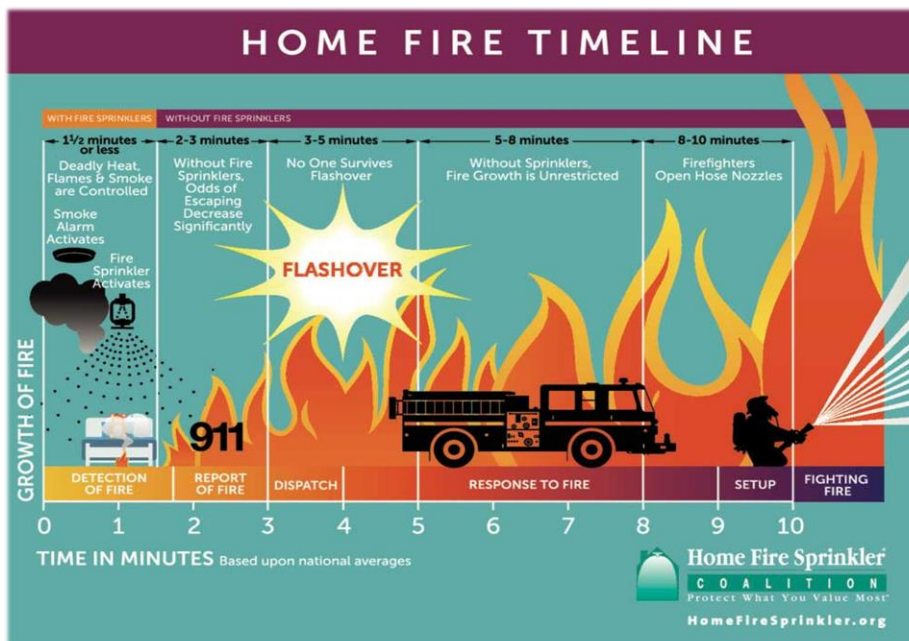 HOME FIRE TIMELINE
WITH FIRE SPRINKLERS
WITHOUT FIRE SPRINKLERS
1½ minutes
or less
Deadly Heat,
Flames & Smoke
are Controlled
Smoke
Alarm
Activates
Fire
Sprinkler
Activates
2-3 minutes
Without Fire
Sprinklers,
Odds of
Escaping
Decrease
Significantly
3-5 minutes
No One Survives
Flashover
FLASHOVER
5-8 minutes
Without Sprinklers,
Fire Growth is Unrestricted
8-10 minutes
Firefighters
Open Hose Nozzles
911
GROWTH OF FIRE
DETECTION
OF FIRE
REPORT
OF FIRE
DISPATCH
RESPONSE TO FIRE
SETUP
FIGHTING
FIRE
0 1 2 3 4 5 6 7 8 9 10
TIME IN MINUTES Based upon national averages
Home Fire Sprinkler
COALITION
Protect What You Value Most
HomeFireSprinkler.org